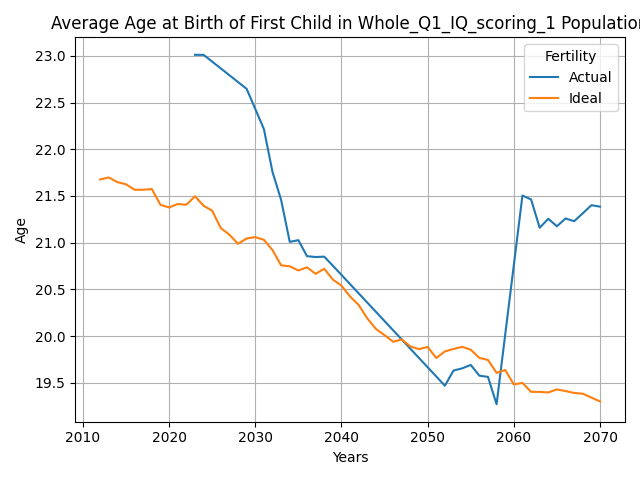 Average Age at Birth of First Child in Whole_Q1_IQ_scoring_1 Population
Fertility
Actual
Ideal
23.0
22.5
22.0
21.5
21.0
20.5
20.0
19.5
Age
2010
2020
2030
2040
2050
2060
2070
Years